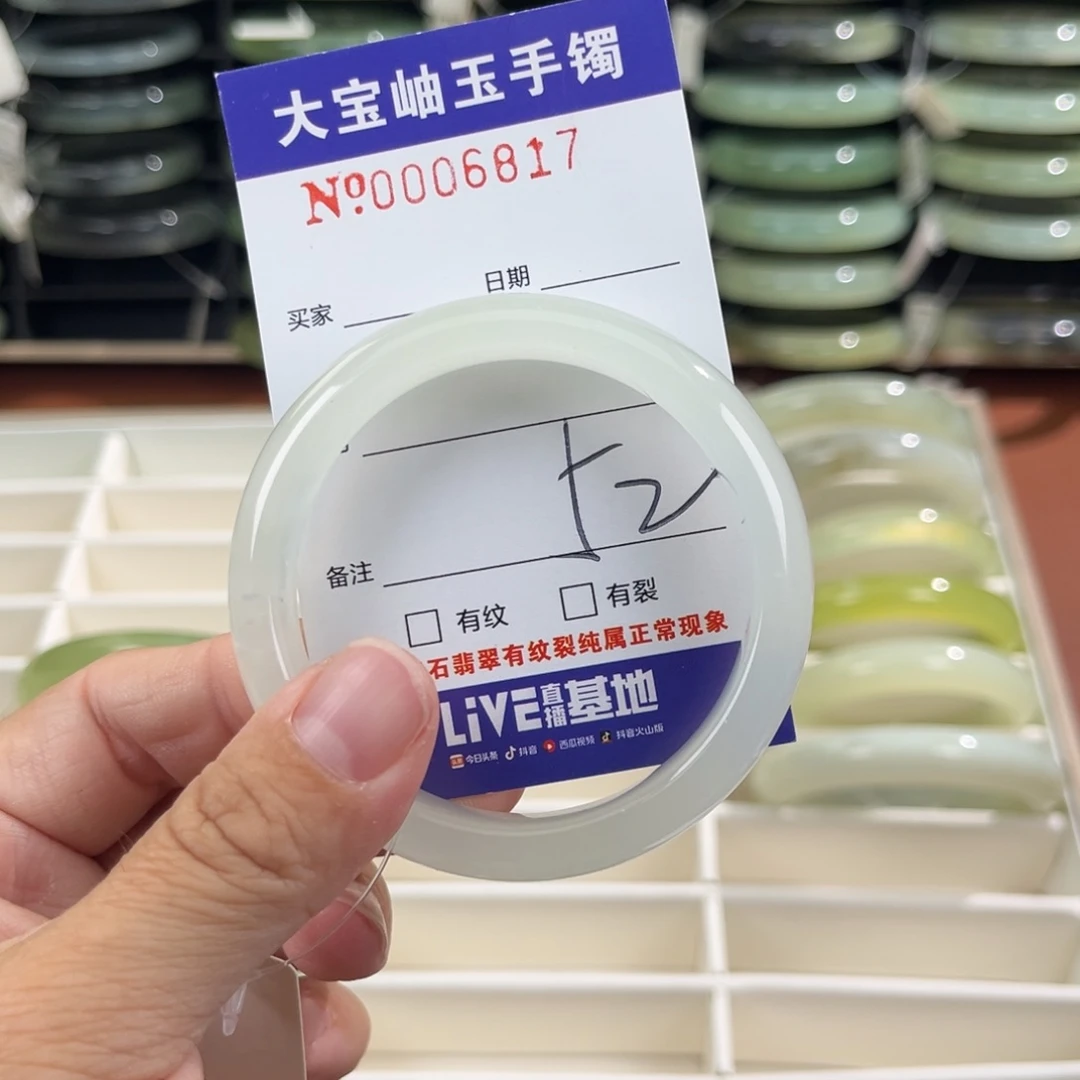 大宝岫玉手镯
№0006817
买家 日期
备注
有纹 有裂
石翡翠有纹裂纯属正常现象
LiVE直播基地
今日头条 抖音 西瓜视频 抖音火山版